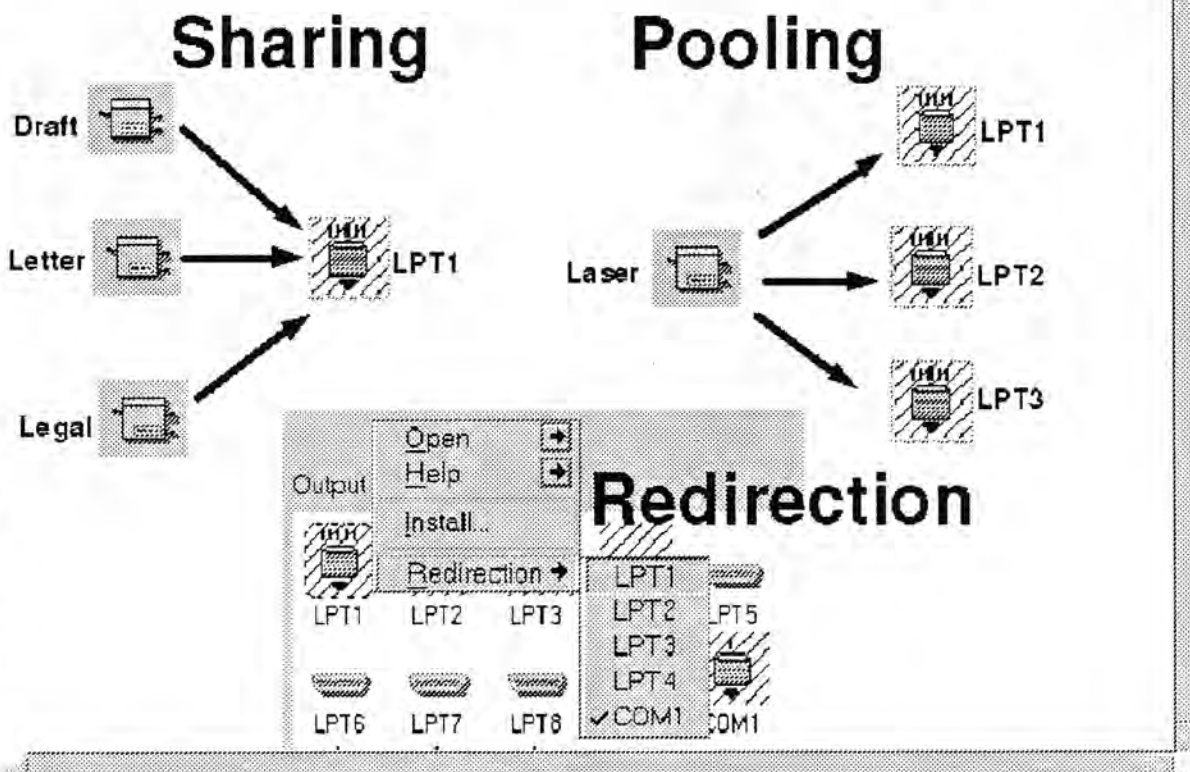 Sharing
Draft
Letter
Legal
LPT1
Pooling
Laser
LPT1
LPT2
LPT3
Redirection
Output
Open
Help
Install...
Redirection
LPT1
LPT2
LPT3
LPT4
✓COM1
LPT1 LPT2 LPT3 LPT5
LPT6 LPT7 LPT8 COM1